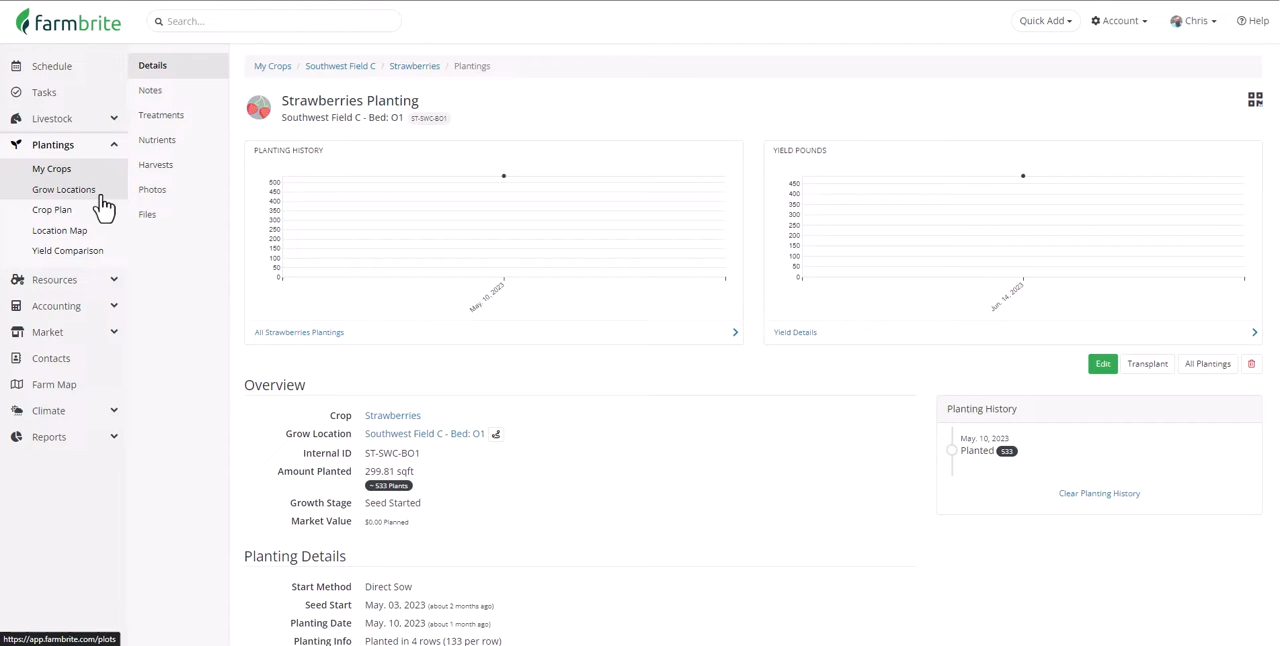 farmbrite
Search...
Quick Add
Account
Chris
Help
Schedule
Tasks
Livestock
Plantings
My Crops
Grow Locations
Crop Plan
Location Map
Yield Comparison
Resources
Accounting
Market
Contacts
Farm Map
Climate
Reports
Details
Notes
Treatments
Nutrients
Harvests
Photos
Files
My Crops / Southwest Field C / Strawberries / Plantings
Strawberries Planting
Southwest Field C - Bed: O1 ST-SWC-BO1
PLANTING HISTORY
500
450
400
350
300
250
200
150
100
50
0
May 10, 2023
All Strawberries Plantings
YIELD POUNDS
450
400
350
300
250
200
150
100
50
0
Jun. 14, 2023
Yield Details
Edit Transplant All Plantings
Overview
Crop Strawberries
Grow Location Southwest Field C - Bed: O1
Internal ID ST-SWC-BO1
Amount Planted 299.81 sqft
~ 533 Plants
Growth Stage Seed Started
Market Value $0.00 Planned
Planting History
May. 10, 2023
Planted 533
Clear Planting History
Planting Details
Start Method Direct Sow
Seed Start May. 03, 2023 (about 2 months ago)
Planting Date May. 10, 2023 (about 1 month ago)
Planting Info Planted in 4 rows (133 per row)
https://app.farmbrite.com/plots